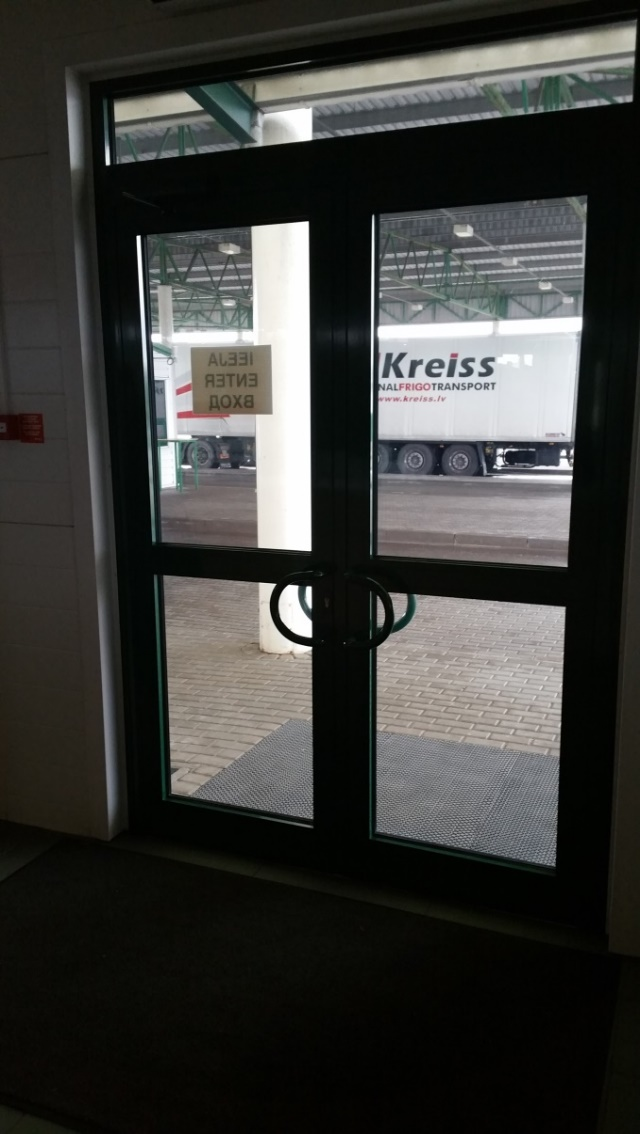 IEEJA
ENTER
ВХОД
Kreiss
NALFRIGOTRANSPORT
www.kreiss.lv